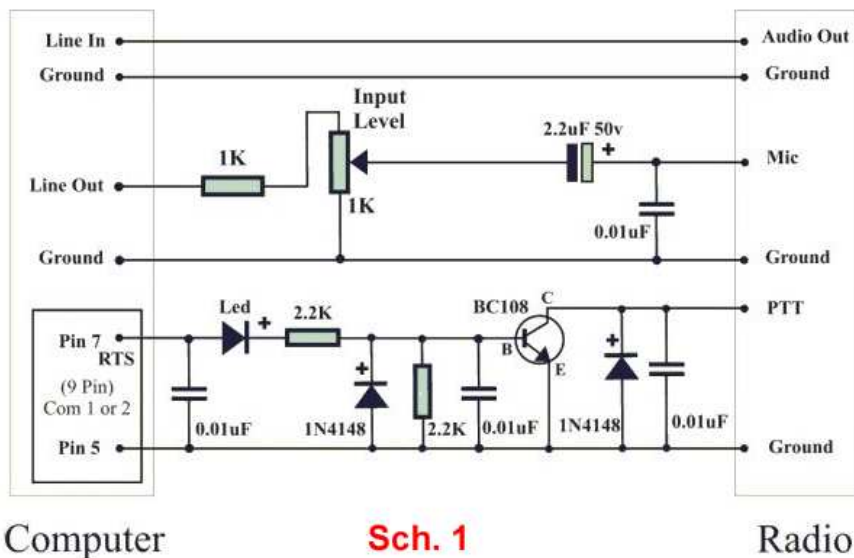 Line In
Audio Out
Ground
Ground
Input
Level
2.2uF 50v
+
1K
Mic
Line Out
1K
0.01uF
Ground
Ground
Led
BC108
C
PTT
+
2.2K
Pin 7
RTS
B
+
+
E
(9 Pin)
Com 1 or 2
0.01uF
1N4148
2.2K
0.01uF
1N4148
0.01uF
Pin 5
Ground
Computer
Sch. 1
Radio